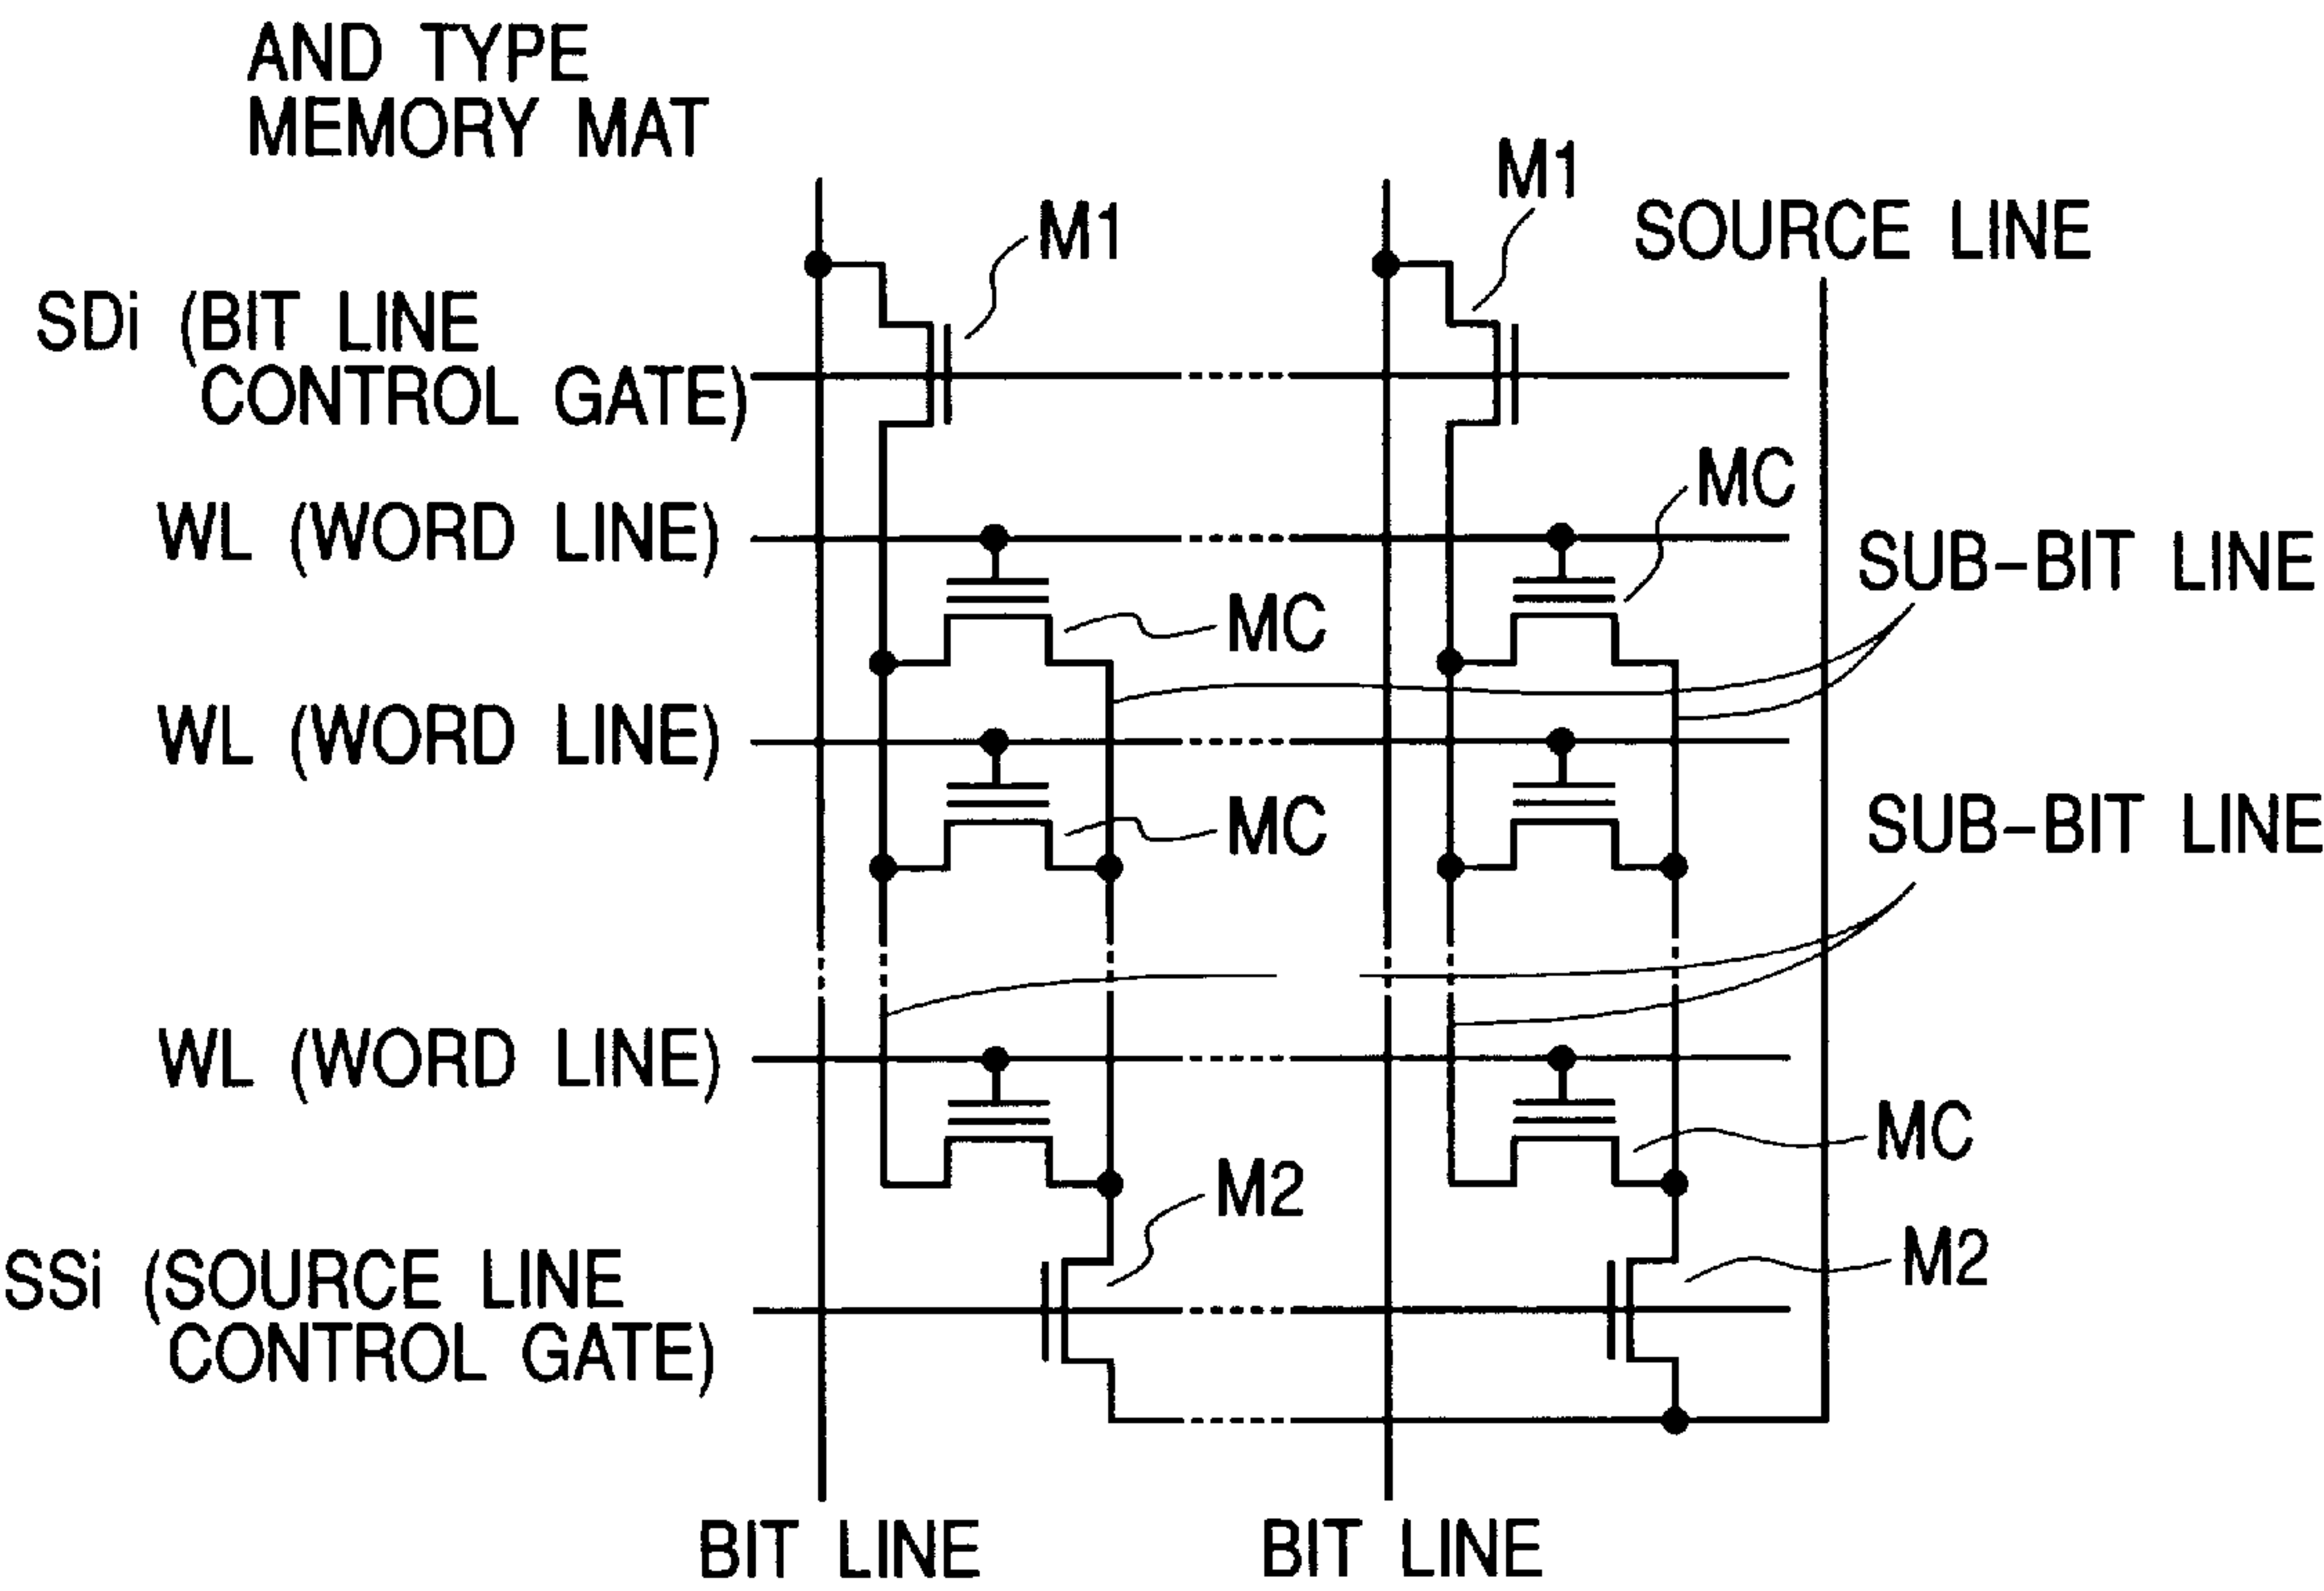 AND TYPE
MEMORY MAT
M1
M1
SOURCE LINE
SDi (BIT LINE
CONTROL GATE)
MC
WL (WORD LINE)
SUB-BIT LINE
MC
WL (WORD LINE)
MC
SUB-BIT LINE
WL (WORD LINE)
MC
M2
M2
SSi (SOURCE LINE
CONTROL GATE)
BIT LINE
BIT LINE